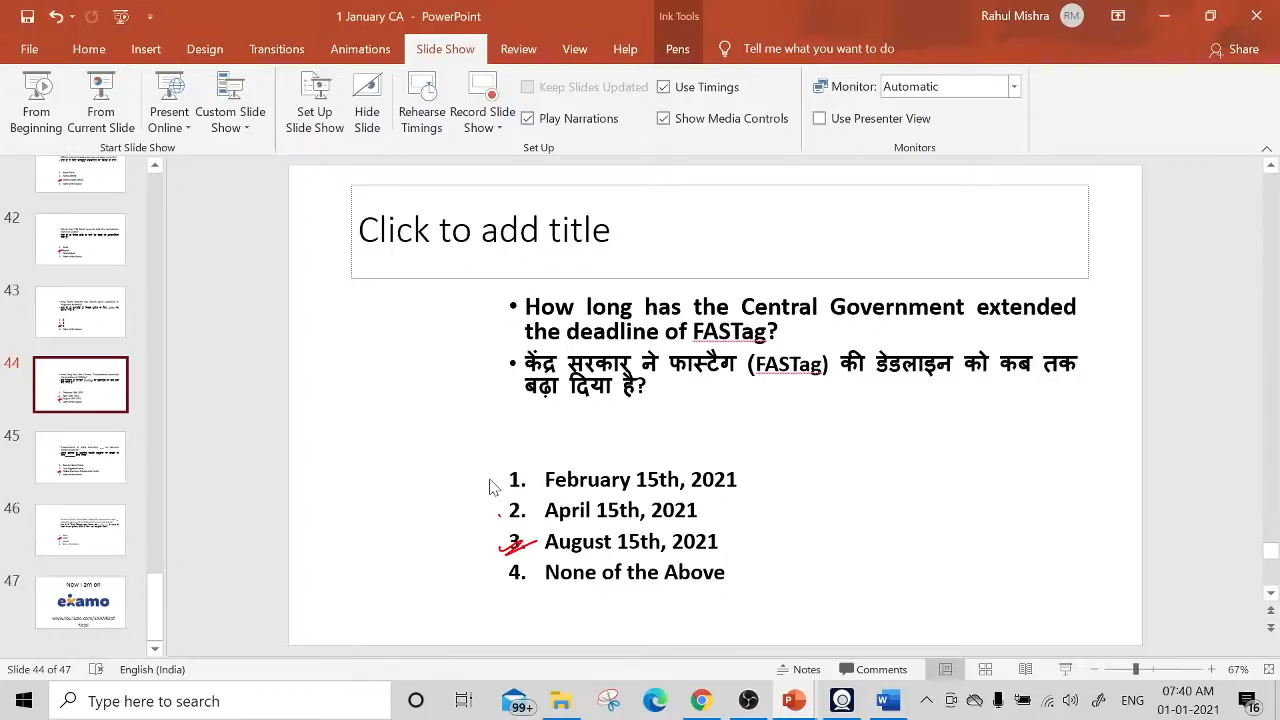 1 January CA - PowerPoint
Ink Tools
Rahul Mishra RM
File Home Insert Design Transitions Animations Slide Show Review View Help Pens Tell me what you want to do Share
From Beginning
From Current Slide
Present Online
Custom Slide Show
Start Slide Show
Set Up Slide Show
Hide Slide
Rehearse Timings
Record Slide Show
Keep Slides Updated
Play Narrations
Use Timings
Show Media Controls
Set Up
Monitor: Automatic
Use Presenter View
Monitors
42
43
44
45
46
47
Now i am on
examo
Click to add title
• How long has the Central Government extended
the deadline of FASTag?
• केंद्र सरकार ने फास्टैग (FASTag) की डेडलाइन को कब तक
बढ़ा दिया है?
1. February 15th, 2021
2. April 15th, 2021
3. August 15th, 2021
4. None of the Above
Slide 44 of 47 English (India) Notes Comments 67%
Type here to search
99+
ENG
07:40 AM
01-01-2021
16